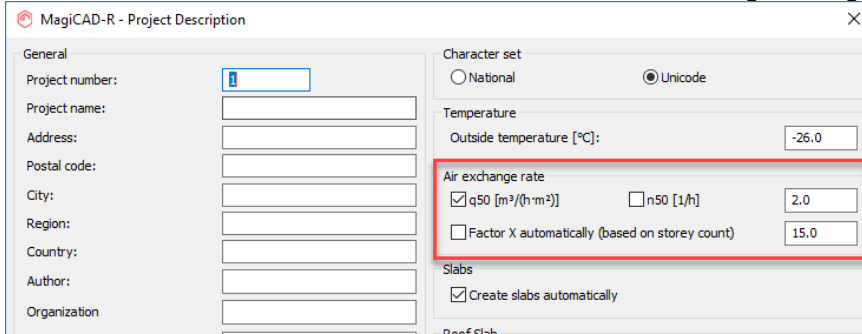 MagiCAD-R - Project Description
General
Project number:
1
Project name:
Address:
Postal code:
City:
Region:
Country:
Author:
Organization
Character set
National
Unicode
Temperature
Outside temperature [°C]:
-26.0
Air exchange rate
q50 [m³/(h·m²)]
n50 [1/h]
2.0
Factor X automatically (based on storey count)
15.0
Slabs
Create slabs automatically
Roof Slab